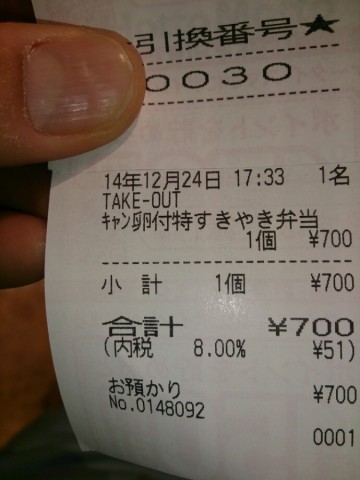 引換番号★
0030
14年12月24日 17:33 1名
TAKE-OUT
ｷｬﾝ卵付特すきやき弁当
1個 ¥700
小 計 1個 ¥700
合計 ¥700
(内税 8.00% ¥51)
お預かり ¥700
No.0148092
0001